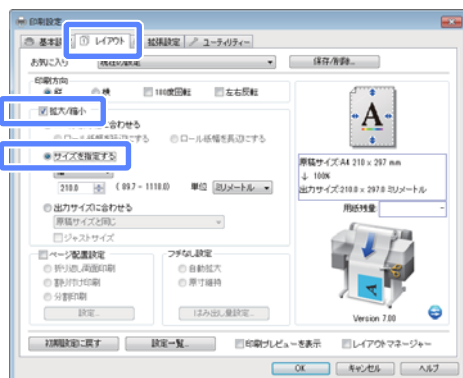 印刷設定
基本設 レイアウト 拡張設定 ユーティリティー
お気に入り 現在の設定 保存/削除...
印刷方向
縦 横 180度回転 左右反転
拡大/縮小
合わせる
ロール紙幅を長辺にする
サイズを指定する
210.0 ( 89.7 - 1118.0) 単位 ミリメートル
出力サイズに合わせる
原稿サイズと同じ
ジャストサイズ
ページ配置設定
折り返し両面印刷
割り付け印刷
分割印刷
設定...
フチなし設定
自動拡大
原寸維持
はみ出し量設定...
A
原稿サイズ:A4 210 x 297 mm
↓ 100%
出力サイズ:210.0 x 297.0 ミリメートル
用紙残量 -
Version 7.00
初期設定に戻す 設定一覧... 印刷プレビューを表示 レイアウトマネージャー
OK キャンセル ヘルプ